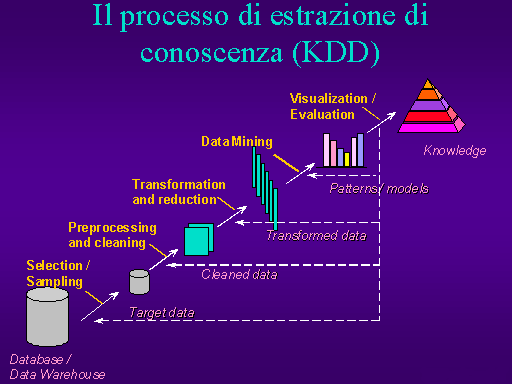 Il processo di estrazione di
conoscenza (KDD)
Visualization /
Evaluation
Knowledge
Data Mining
Patterns / models
Transformation
and reduction
Transformed data
Preprocessing
and cleaning
Cleaned data
Selection /
Sampling
Target data
Database /
Data Warehouse